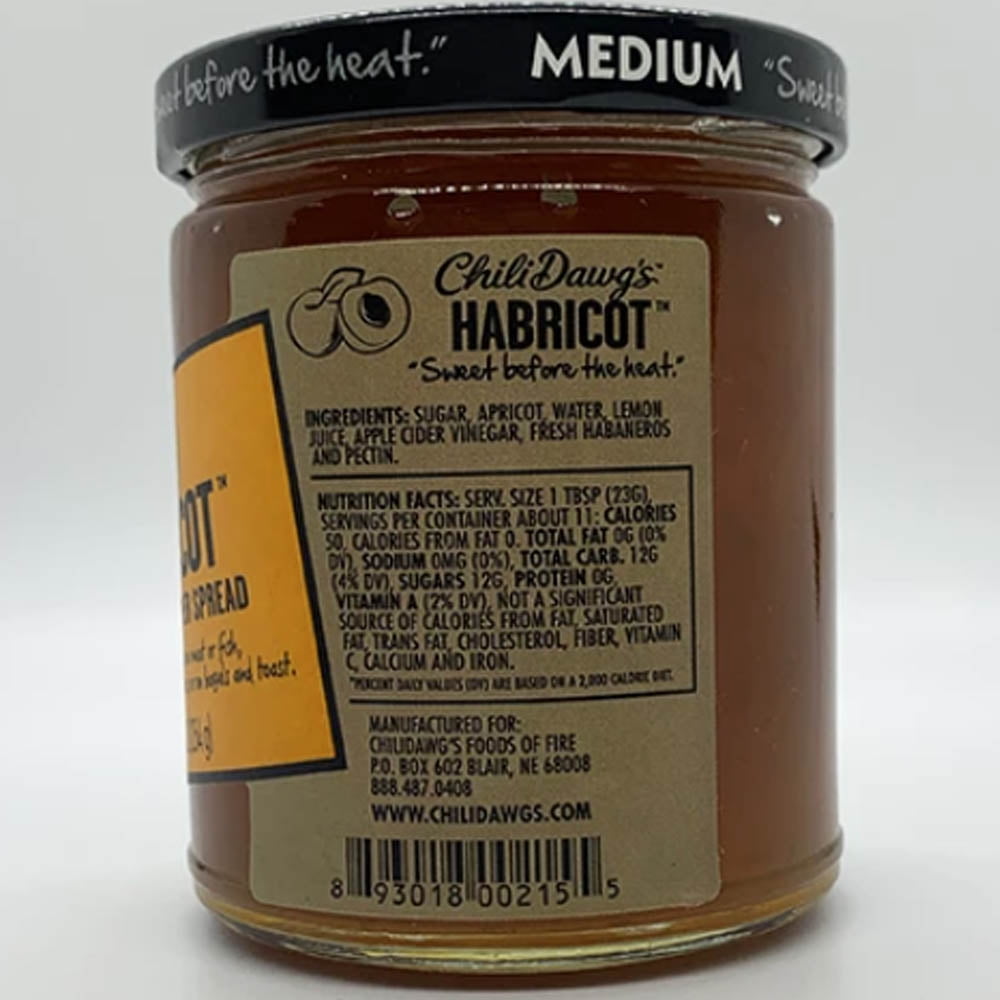 before the heat."
MEDIUM
"Sweet
ChiliDawg's™
HABRICOT™
"Sweet before the heat."
INGREDIENTS: SUGAR, APRICOT, WATER, LEMON
JUICE, APPLE CIDER VINEGAR, FRESH HABANEROS
AND PECTIN.
NUTRITION FACTS: SERV. SIZE 1 TBSP (23G),
SERVINGS PER CONTAINER ABOUT 11: CALORIES
50, CALORIES FROM FAT 0. TOTAL FAT 0G (0%
DV), SODIUM 0MG (0%), TOTAL CARB. 12G
(4% DV), SUGARS 12G, PROTEIN 0G,
VITAMIN A (2% DV), NOT A SIGNIFICANT
SOURCE OF CALORIES FROM FAT, SATURATED
FAT, TRANS FAT, CHOLESTEROL, FIBER, VITAMIN
C, CALCIUM AND IRON.
*PERCENT DAILY VALUES (DV) ARE BASED ON A 2,000 CALORIE DIET.
MANUFACTURED FOR:
CHILIDAWG'S FOODS OF FIRE
P.O. BOX 602 BLAIR, NE 68008
888.487.0408
WWW.CHILIDAWGS.COM
8 93018 00215 5
COT™
SPREAD
meat or fish,
bagels and toast.